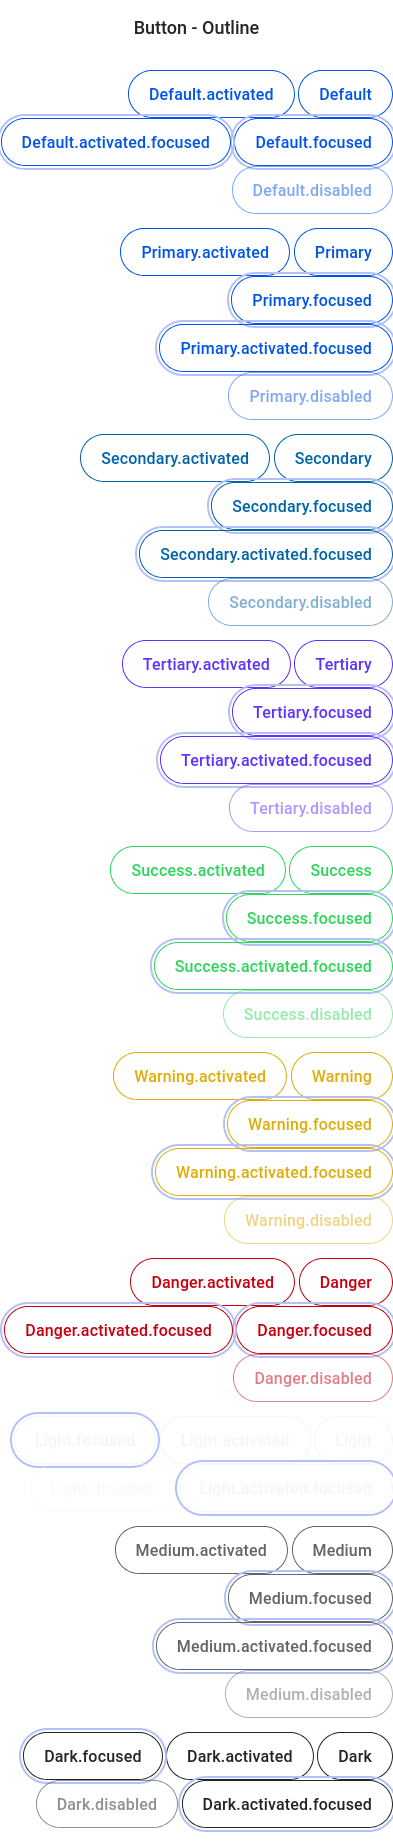 Button - Outline
Default.activated Default
Default.activated.focused Default.focused
Default.disabled
Primary.activated Primary
Primary.focused
Primary.activated.focused
Primary.disabled
Secondary.activated Secondary
Secondary.focused
Secondary.activated.focused
Secondary.disabled
Tertiary.activated Tertiary
Tertiary.focused
Tertiary.activated.focused
Tertiary.disabled
Success.activated Success
Success.focused
Success.activated.focused
Success.disabled
Warning.activated Warning
Warning.focused
Warning.activated.focused
Warning.disabled
Danger.activated Danger
Danger.activated.focused Danger.focused
Danger.disabled
Light.focused Light.activated Light
Light.disabled Light.activated.focused
Medium.activated Medium
Medium.focused
Medium.activated.focused
Medium.disabled
Dark.focused Dark.activated Dark
Dark.disabled Dark.activated.focused